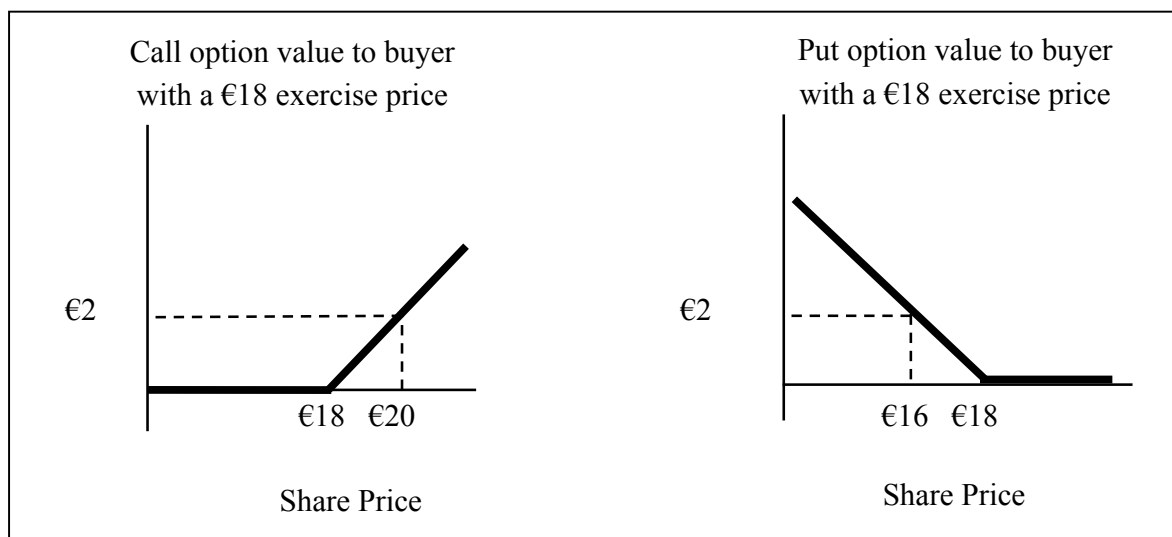 Call option value to buyer
with a €18 exercise price
€2
€18
€20
Share Price
Put option value to buyer
with a €18 exercise price
€2
€16
€18
Share Price